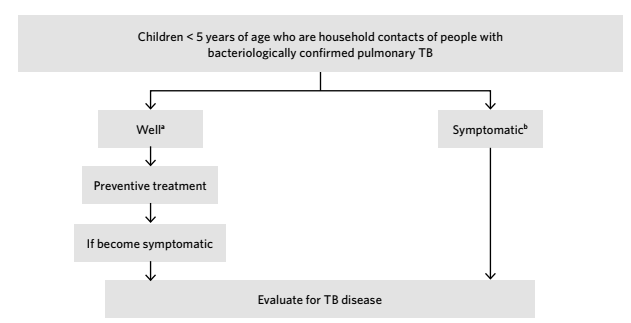 Children < 5 years of age who are household contacts of people with
bacteriologically confirmed pulmonary TB
Wellᵃ
Symptomaticᵇ
Preventive treatment
If become symptomatic
Evaluate for TB disease